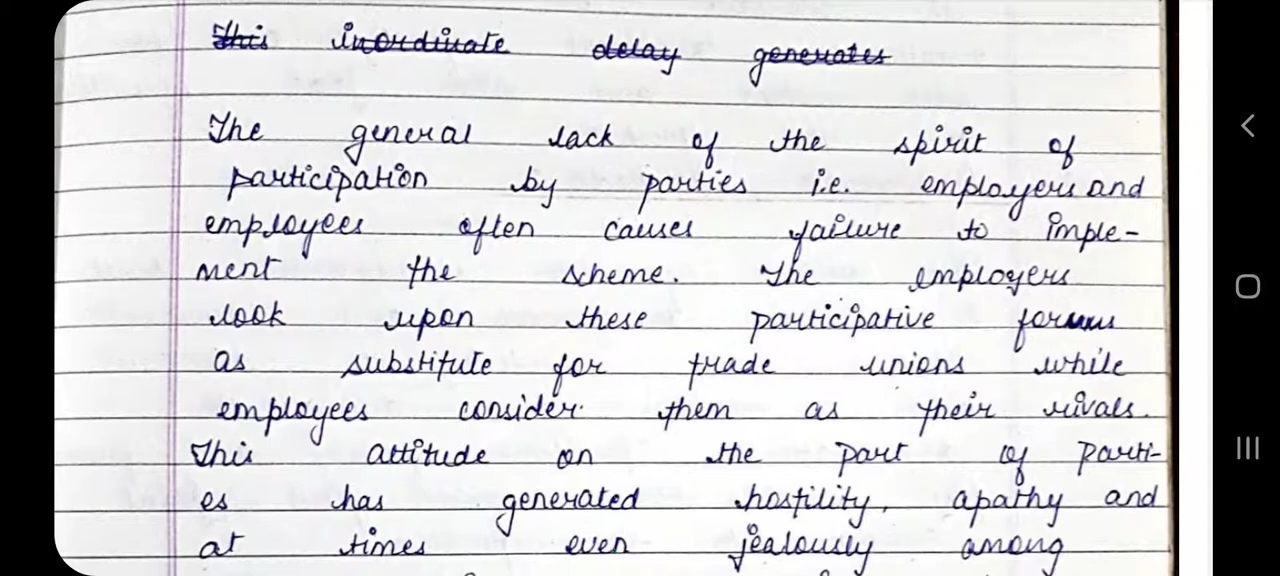 This inordinate delay generates
The general lack of the spirit of
participation by parties i.e. employers and
employees often causes failure to imple-
ment the scheme. The employers
look upon these participative forums
as substitute for trade unions while
employees consider them as their rivals.
This attitude on the part of parti-
es has generated hostility, apathy and
at times even jealously among